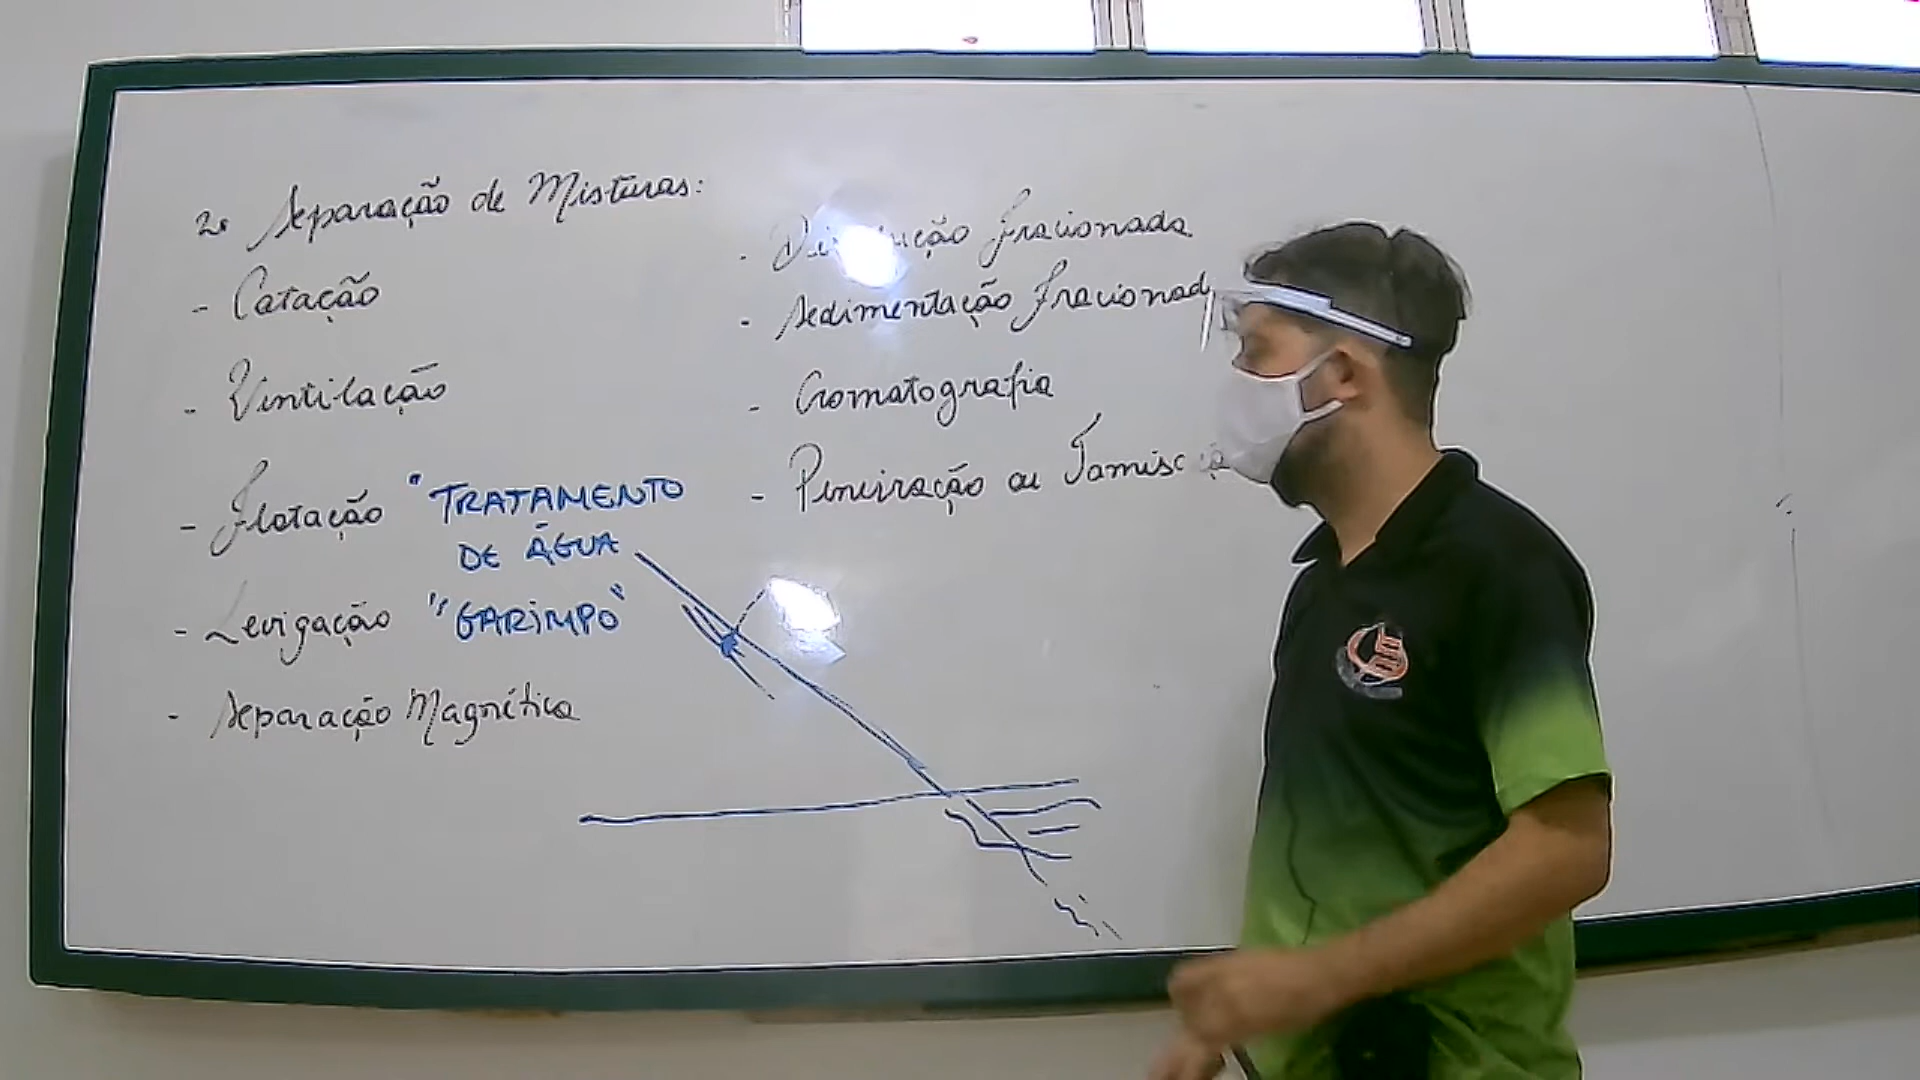 2. Separação de Misturas:
- Catação
- Ventilação
- Flotação "TRATAMENTO
DE ÁGUA
- Levigação "GARIMPO"
- Separação Magnética
- Fracionada
- Sedimentação Fracionad
- Cromatografia
- Peneiração ou